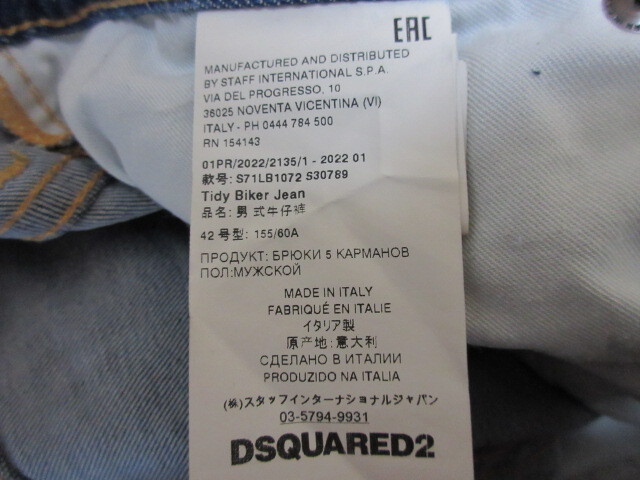 EAC
MANUFACTURED AND DISTRIBUTED
BY STAFF INTERNATIONAL S.P.A.
VIA DEL PROGRESSO, 10
36025 NOVENTA VICENTINA (VI)
ITALY - PH 0444 784 500
RN 154143
01PR/2022/2135/1 - 2022 01
款号: S71LB1072 S30789
Tidy Biker Jean
品名: 男 式牛仔裤
42 号型: 155/60A
ПРОДУКТ: БРЮКИ 5 КАРМАНОВ
ПОЛ:МУЖСКОЙ
MADE IN ITALY
FABRIQUÉ EN ITALIE
イタリア製
原产地: 意大利
СДЕЛАНО В ИТАЛИИ
PRODUZIDO NA ITALIA
(株)スタッフインターナショナルジャパン
03-5794-9931
DSQUARED2